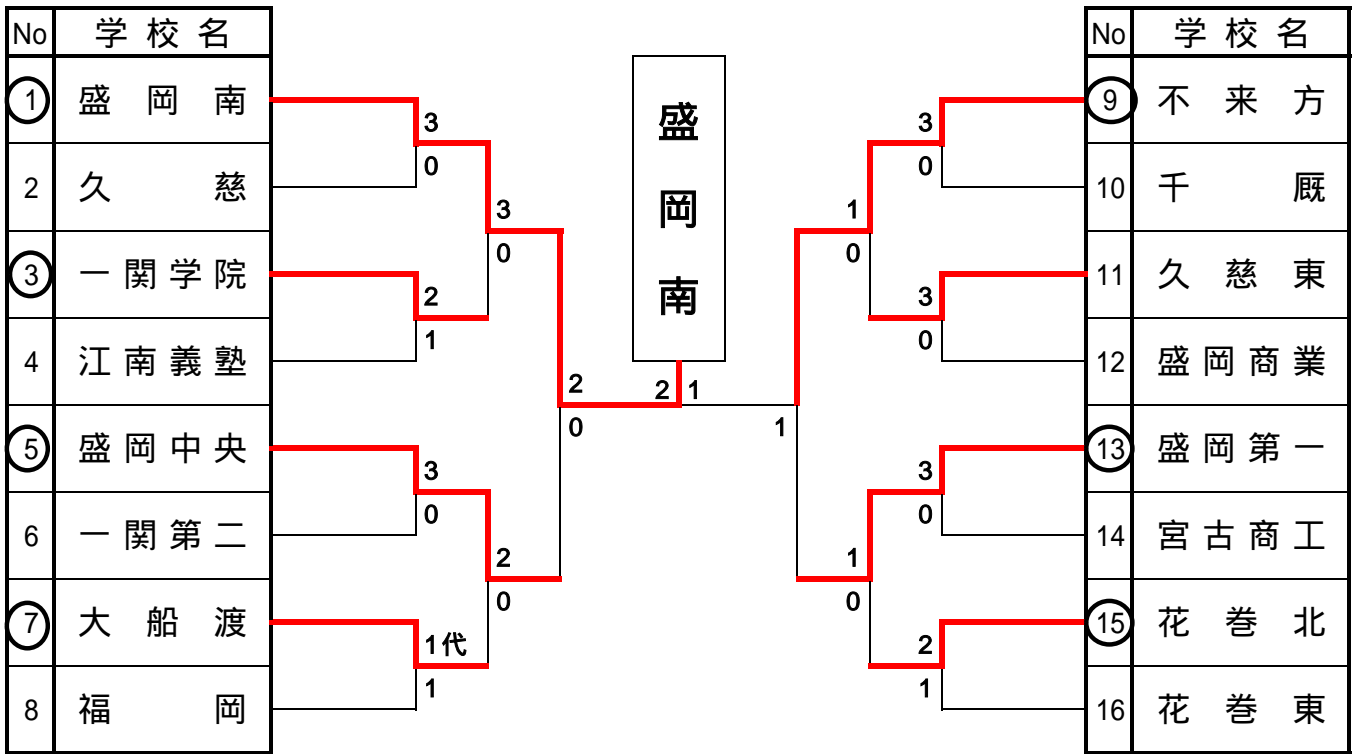 No 学校名
1 盛岡南
2 久慈
3 一関学院
4 江南義塾
5 盛岡中央
6 一関第二
7 大船渡
8 福岡
3
0
2
1
3
0
1代
1
3
0
2
0
2
0
盛岡南
2 1
1
1
0
1
0
3
0
3
0
3
0
2
1
No 学校名
9 不来方
10 千厩
11 久慈東
12 盛岡商業
13 盛岡第一
14 宮古商工
15 花巻北
16 花巻東